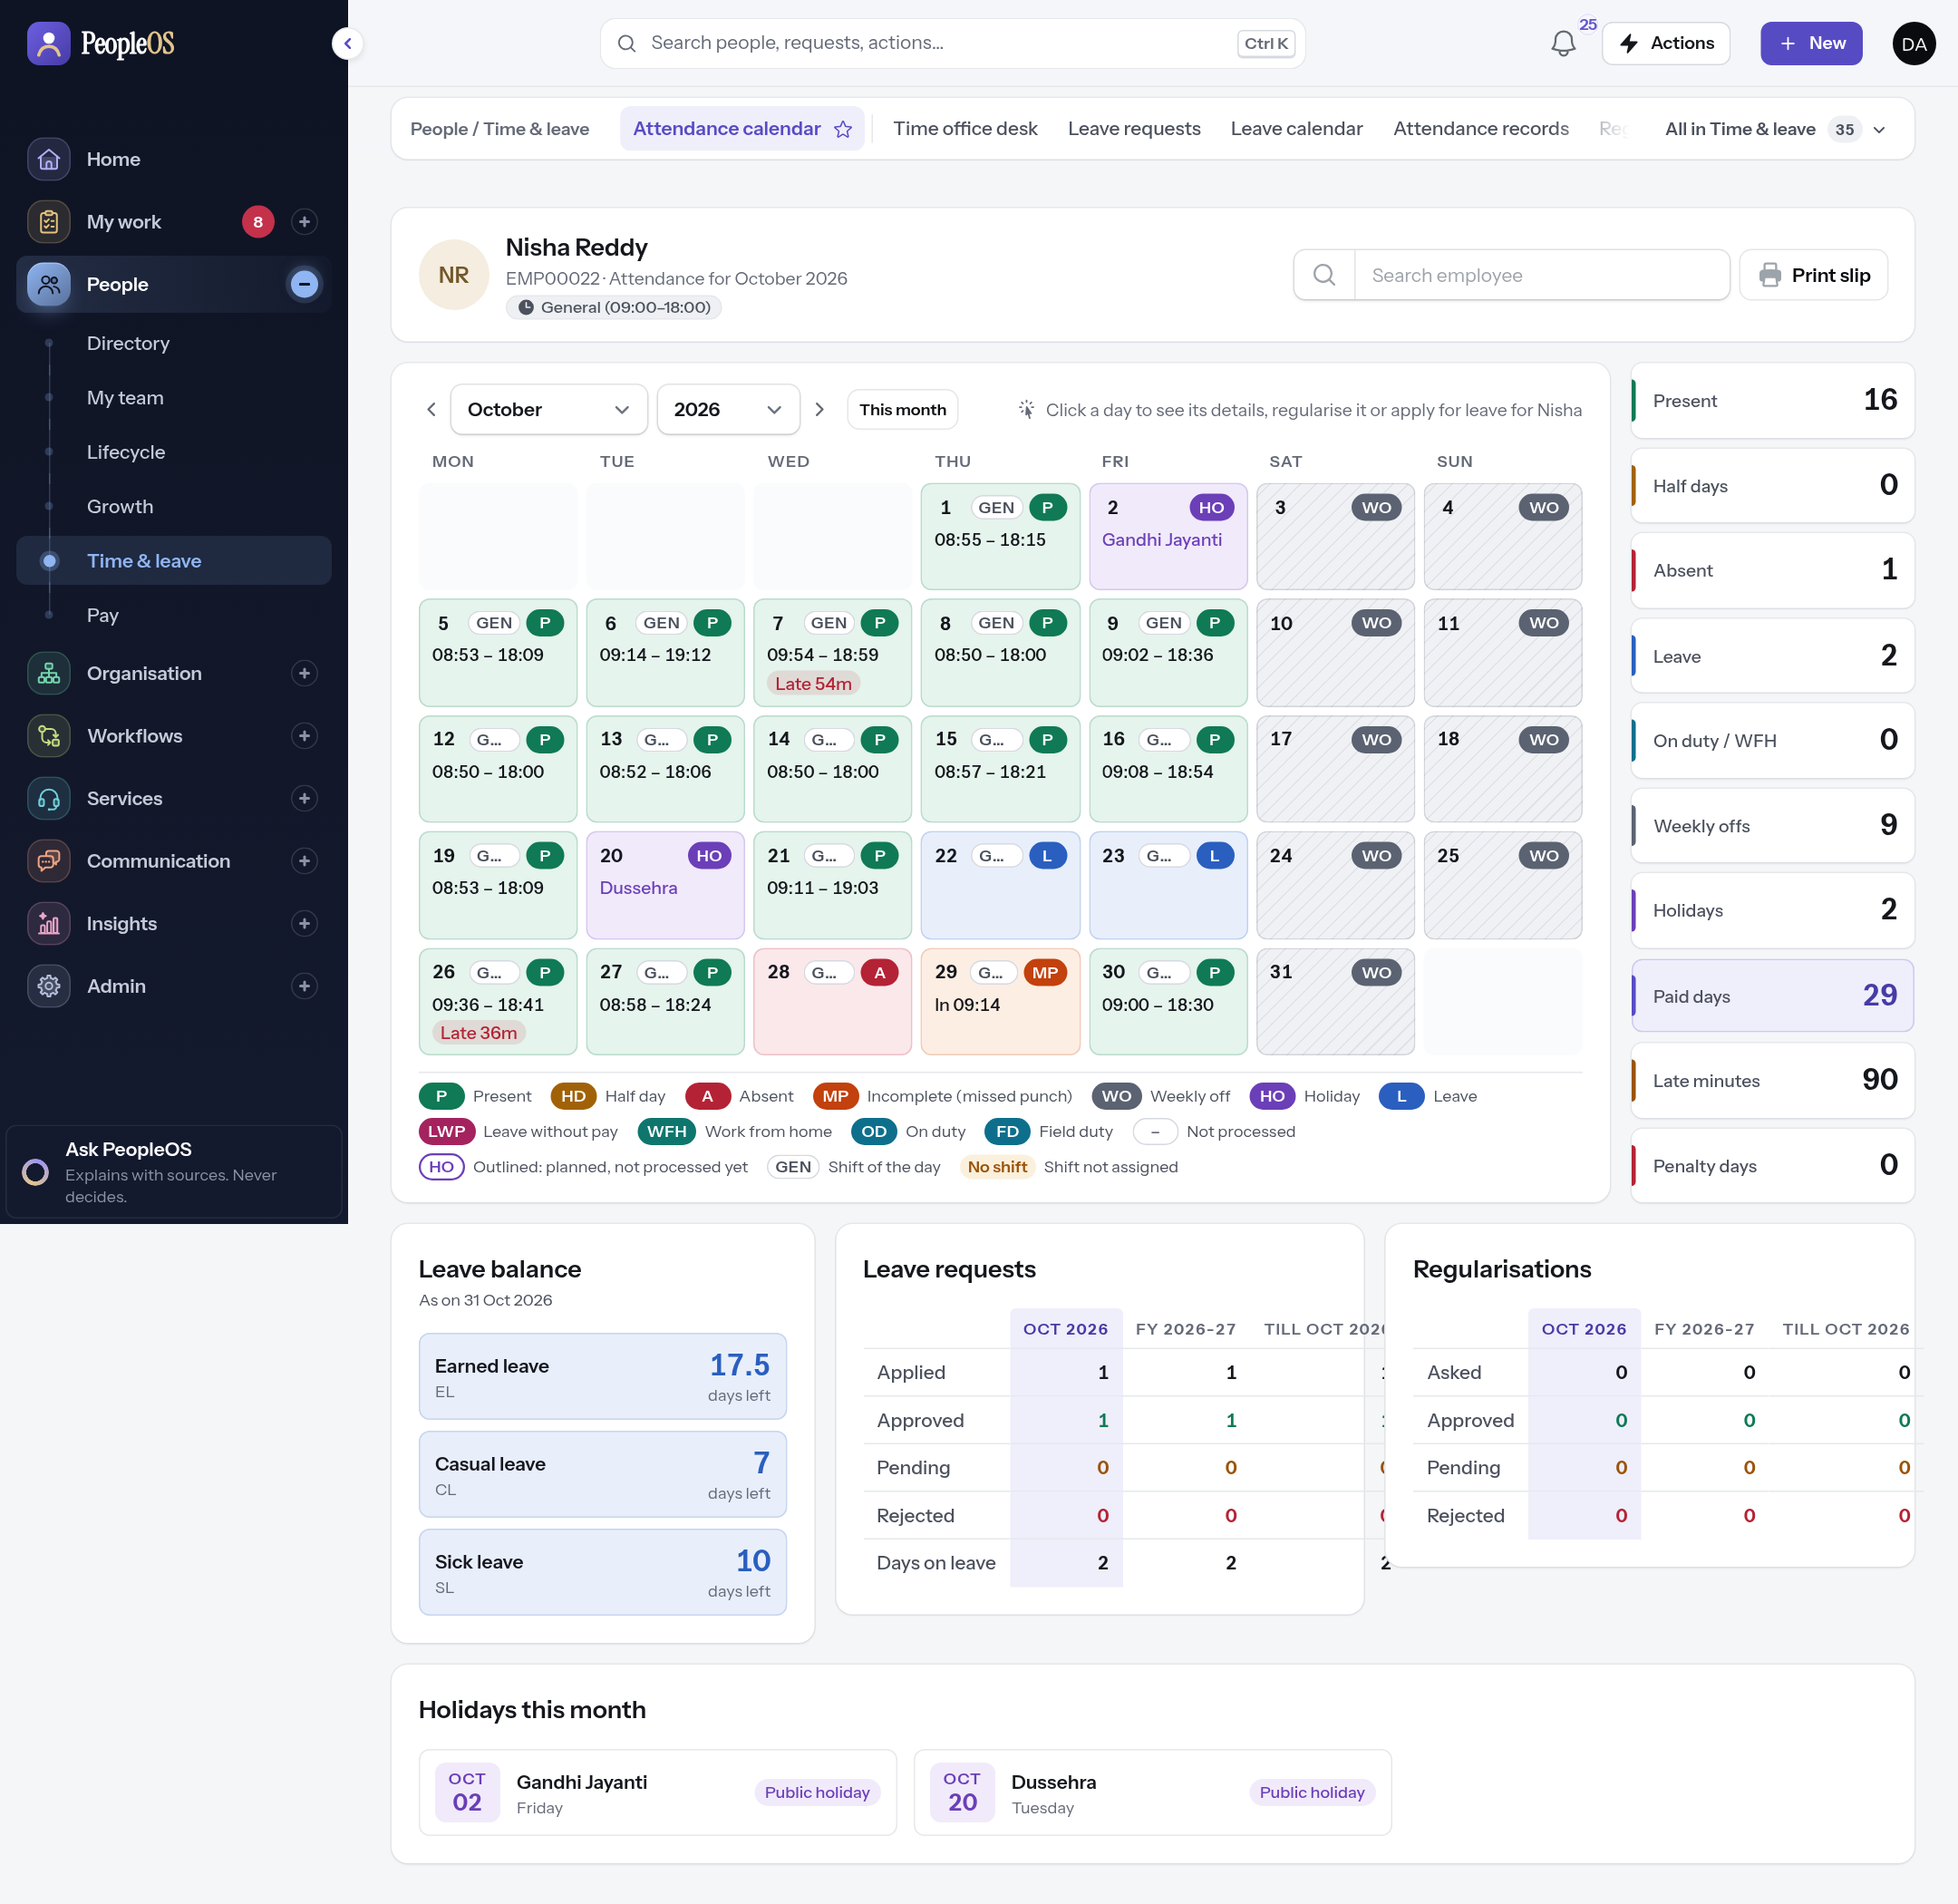 PeopleOS
Search people, requests, actions...
Ctrl K
25
Actions
New
DA
Home
My work
8
People
Directory
My team
Lifecycle
Growth
Time & leave
Pay
Organisation
Workflows
Services
Communication
Insights
Admin
Ask PeopleOS
Explains with sources. Never
decides.
People / Time & leave
Attendance calendar
Time office desk
Leave requests
Leave calendar
Attendance records
All in Time & leave 35
NR
Nisha Reddy
EMP00022 · Attendance for October 2026
General (09:00–18:00)
Search employee
Print slip
October
2026
This month
Click a day to see its details, regularise it or apply for leave for Nisha
MON TUE WED THU FRI SAT SUN
1 GEN P
08:55 – 18:15
2 HO
Gandhi Jayanti
3 WO
4 WO
5 GEN P
08:53 – 18:09
6 GEN P
09:14 – 19:12
7 GEN P
09:54 – 18:59
Late 54m
8 GEN P
08:50 – 18:00
9 GEN P
09:02 – 18:36
10 WO
11 WO
12 G... P
08:50 – 18:00
13 G... P
08:52 – 18:06
14 G... P
08:50 – 18:00
15 G... P
08:57 – 18:21
16 G... P
09:08 – 18:54
17 WO
18 WO
19 G... P
08:53 – 18:09
20 HO
Dussehra
21 G... P
09:11 – 19:03
22 G... L
23 G... L
24 WO
25 WO
26 G... P
09:36 – 18:41
Late 36m
27 G... P
08:58 – 18:24
28 G... A
29 G... MP
In 09:14
30 G... P
09:00 – 18:30
31 WO
P Present HD Half day A Absent MP Incomplete (missed punch) WO Weekly off HO Holiday L Leave
LWP Leave without pay WFH Work from home OD On duty FD Field duty – Not processed
HO Outlined: planned, not processed yet GEN Shift of the day No shift Shift not assigned
Present 16
Half days 0
Absent 1
Leave 2
On duty / WFH 0
Weekly offs 9
Holidays 2
Paid days 29
Late minutes 90
Penalty days 0
Leave balance
As on 31 Oct 2026
Earned leave 17.5
EL days left
Casual leave 7
CL days left
Sick leave 10
SL days left
Leave requests
OCT 2026 FY 2026-27 TILL OCT 2026
Applied 1 1
Approved 1 1
Pending 0 0
Rejected 0 0
Days on leave 2 2 2
Regularisations
OCT 2026 FY 2026-27 TILL OCT 2026
Asked 0 0 0
Approved 0 0 0
Pending 0 0 0
Rejected 0 0 0
Holidays this month
OCT
02
Gandhi Jayanti
Friday
Public holiday
OCT
20
Dussehra
Tuesday
Public holiday